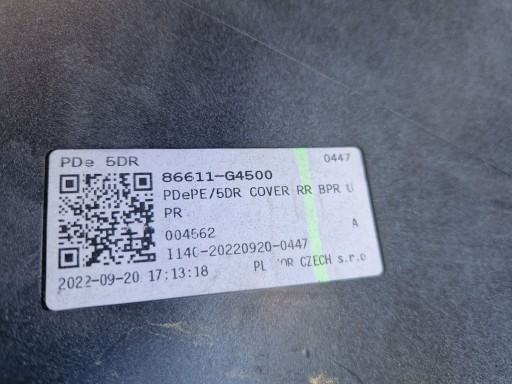 PDe 5DR
0447
86611-G4500
PDePE/5DR COVER RR BPR U
PR
004562
A
1140-20220920-0447
2022-09-20 17:13:18
CZECH s.r.o